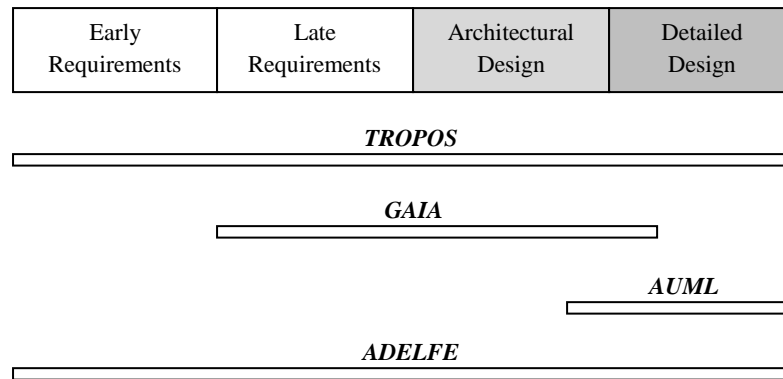 Early
Requirements
Late
Requirements
Architectural
Design
Detailed
Design
TROPOS
GAIA
AUML
ADELFE